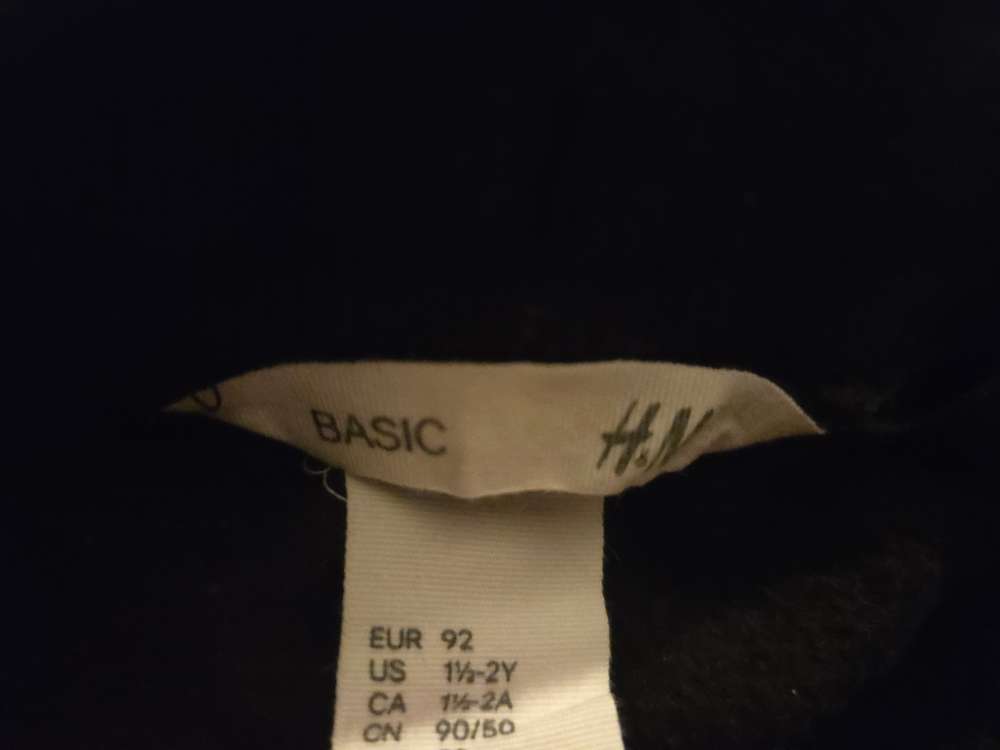 BASIC H.N
EUR 92
US 1½-2Y
CA 1½-2A
CN 90/50